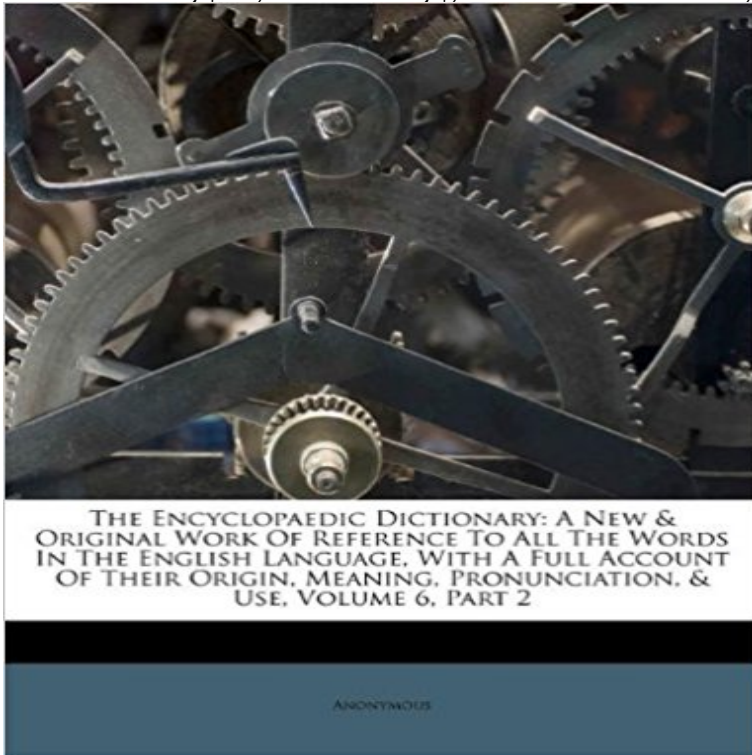 The Encyclopaedic Dictionary: A New &
Original Work Of Reference To All The Words
In The English Language, With A Full Account
Of Their Origin, Meaning, Pronunciation, &
Use, Volume 6, Part 2
Anonymous